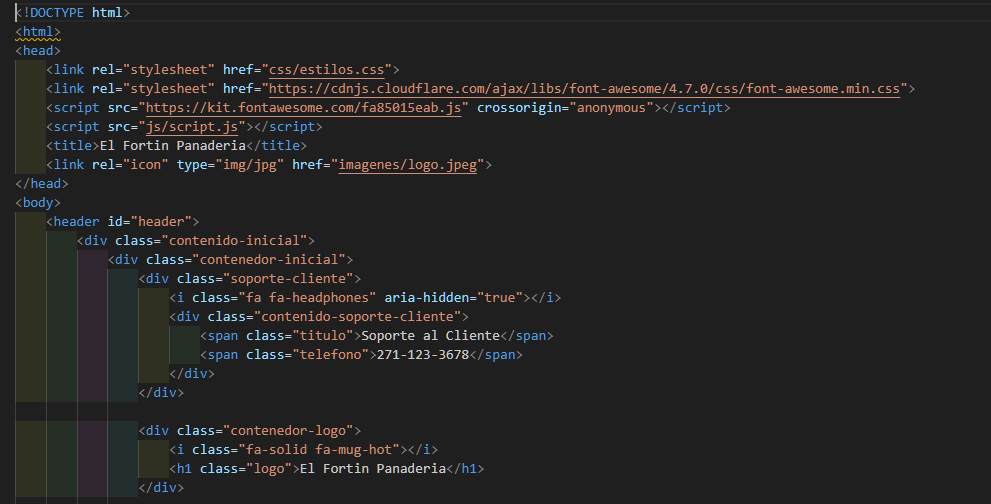 <!DOCTYPE html>
<html>
<head>
<link rel="stylesheet" href="css/estilos.css">
<link rel="stylesheet" href="https://cdnjs.cloudflare.com/ajax/libs/font-awesome/4.7.0/css/font-awesome.min.css">
<script src="https://kit.fontawesome.com/fa85015eab.js" crossorigin="anonymous"></script>
<script src="js/script.js"></script>
<title>El Fortin Panaderia</title>
<link rel="icon" type="img/jpg" href="imagenes/logo.jpeg">
</head>
<body>
<header id="header">
<div class="contenido-inicial">
<div class="contenedor-inicial">
<div class="soporte-cliente">
<i class="fa fa-headphones" aria-hidden="true"></i>
<div class="contenido-soporte-cliente">
<span class="titulo">Soporte al Cliente</span>
<span class="telefono">271-123-3678</span>
</div>
</div>
<div class="contenedor-logo">
<i class="fa-solid fa-mug-hot"></i>
<h1 class="logo">El Fortin Panaderia</h1>
</div>